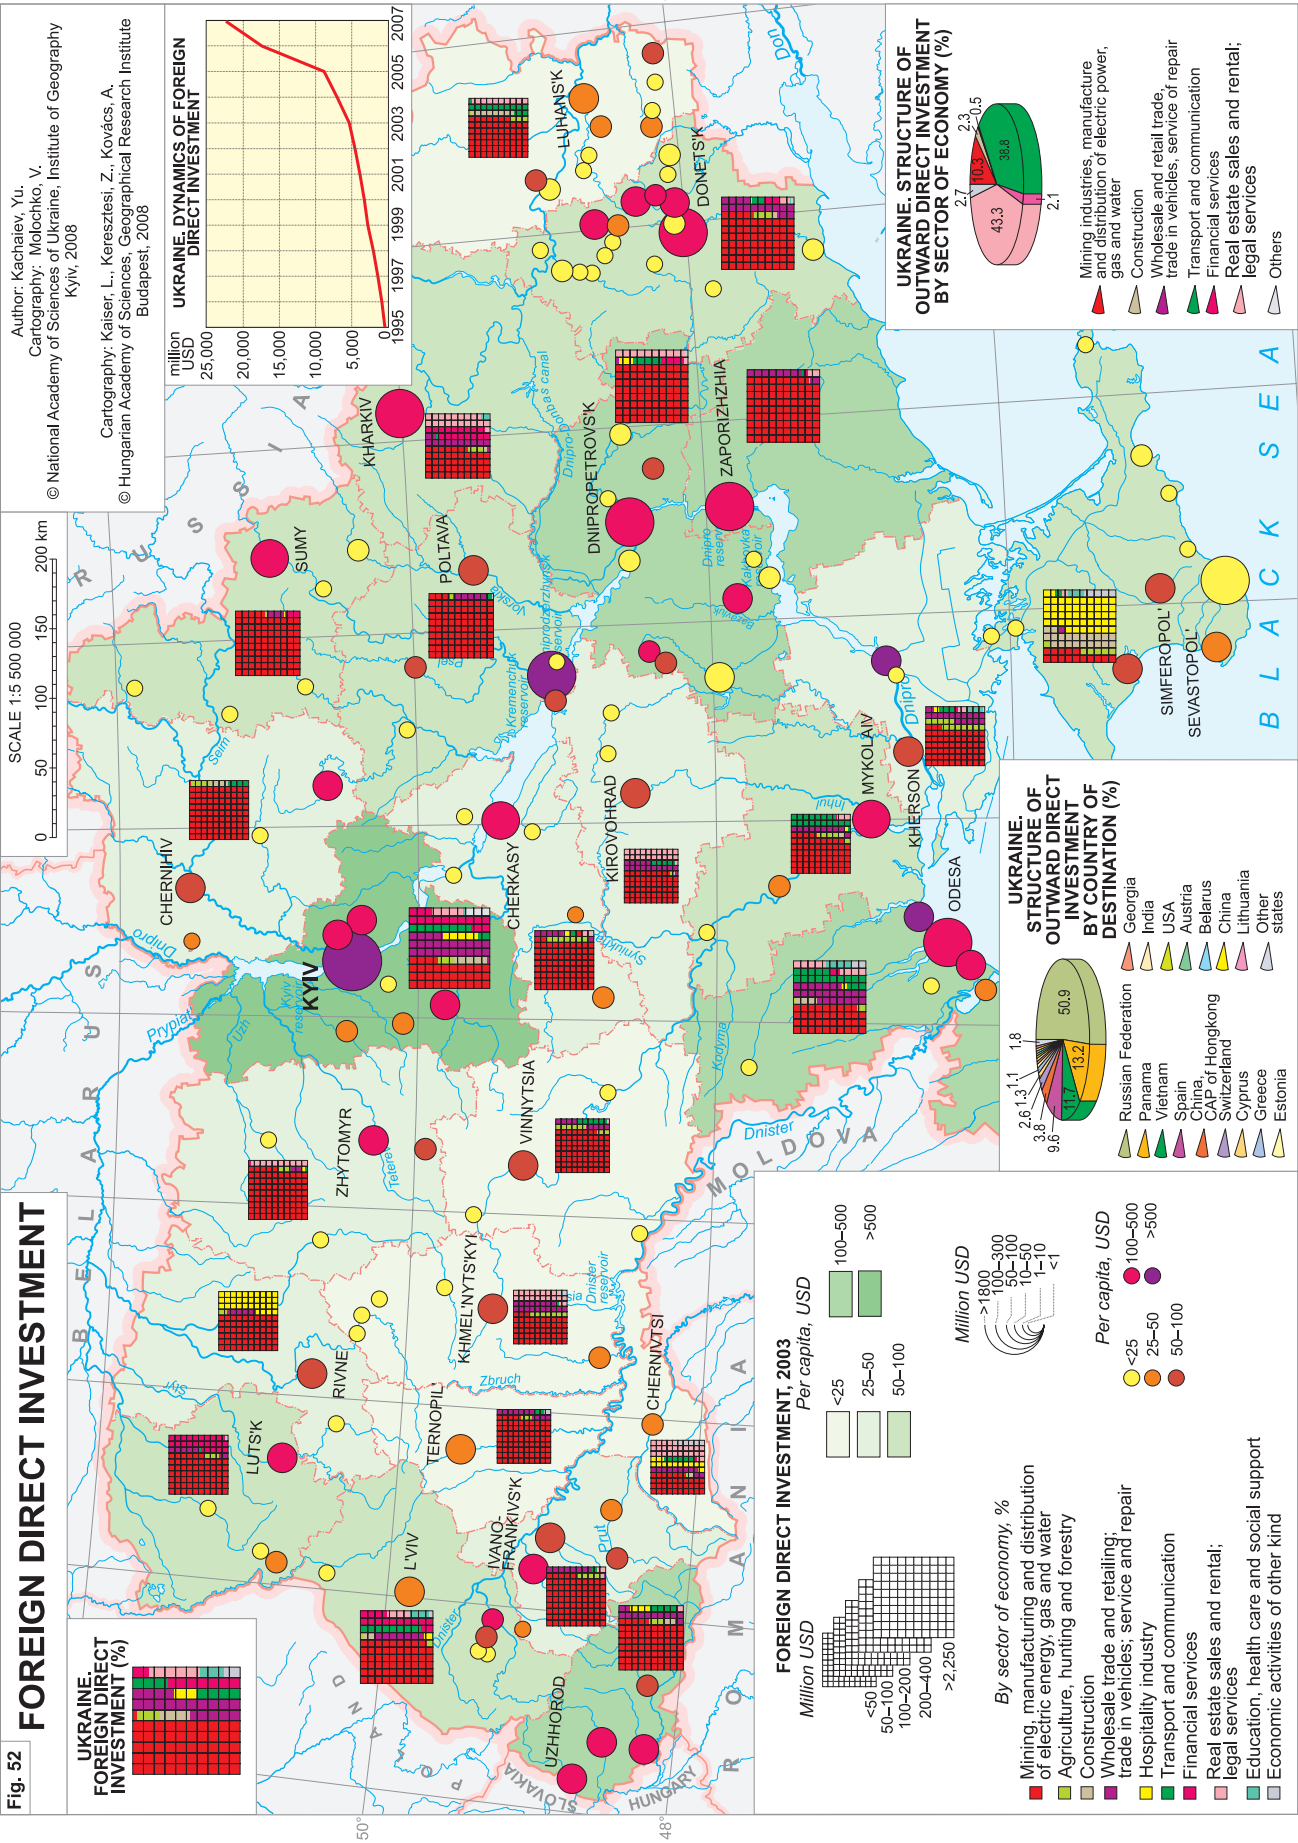 Fig. 52
FOREIGN DIRECT INVESTMENT
SCALE 1:5 500 000
0 50 100 150 200 km
Author: Kachaiev, Yu.
Cartography: Molochko, V.
© National Academy of Sciences of Ukraine, Institute of Geography
Kyiv, 2008
Cartography: Kaiser, L., Keresztesi, Z., Kovács, A.
© Hungarian Academy of Sciences, Geographical Research Institute
Budapest, 2008
UKRAINE.
FOREIGN DIRECT
INVESTMENT (%)
UKRAINE. DYNAMICS OF FOREIGN
DIRECT INVESTMENT
million
USD
25,000
20,000
15,000
10,000
5,000
0
1995 1997 1999 2001 2003 2005 2007
BELARUS
RUSSIA
POLAND
SLOVAKIA
HUNGARY
ROMANIA
MOLDOVA
BLACK SEA
50°
48°
LUTS'K
RIVNE
ZHYTOMYR
KYIV
CHERNIHIV
SUMY
KHARKIV
POLTAVA
LUHANS'K
DONETS'K
L'VIV
TERNOPIL'
KHMEL'NYTS'KYI
VINNYTSIA
CHERKASY
KIROVOHRAD
DNIPROPETROVS'K
ZAPORIZHZHIA
UZHHOROD
IVANO-
FRANKIVS'K
CHERNIVTSI
ODESA
MYKOLAIV
KHERSON
SIMFEROPOL'
SEVASTOPOL'
Styr
Prypiat'
Uzh
Kyiv
reservoir
Dnipro
Seim
Teterev
Psel
Vorskla
Kremenchuk
reservoir
Dnipro-Donbas canal
Don
Dnister
Zbruch
Dnister
reservoir
Prut
Syniukha
Kodyma
Dnister
Inhul
Dnipro
Kakhovka
FOREIGN DIRECT INVESTMENT, 2003
Million USD
<50
50–100
100–200
200–400
>2,250
Per capita, USD
<25
25–50
50–100
100–500
>500
By sector of economy, %
Mining, manufacturing and distribution
of electric energy, gas and water
Agriculture, hunting and forestry
Construction
Wholesale trade and retailing;
trade in vehicles; service and repair
Hospitality industry
Transport and communication
Financial services
Real estate sales and rental;
legal services
Education, health care and social support
Economic activities of other kind
Million USD
>1800
100–300
50–100
10–50
1–10
<1
Per capita, USD
<25
25–50
50–100
100–500
>500
UKRAINE.
STRUCTURE OF
OUTWARD DIRECT
INVESTMENT
BY COUNTRY OF
DESTINATION (%)
50.9
13.2
11.7
9.6
3.8
2.6
1.3
1.1
1.8
Russian Federation
Panama
Vietnam
Spain
China,
CAP of Hongkong
Switzerland
Cyprus
Greece
Estonia
Georgia
India
USA
Austria
Belarus
China
Lithuania
Other
states
UKRAINE. STRUCTURE OF
OUTWARD DIRECT INVESTMENT
BY SECTOR OF ECONOMY (%)
43.3
2.7
10.3
2.3
0.5
38.8
2.1
Mining industries, manufacture
and distribution of electric power,
gas and water
Construction
Wholesale and retail trade,
trade in vehicles, service of repair
Transport and communication
Financial services
Real estate sales and rental;
legal services
Others